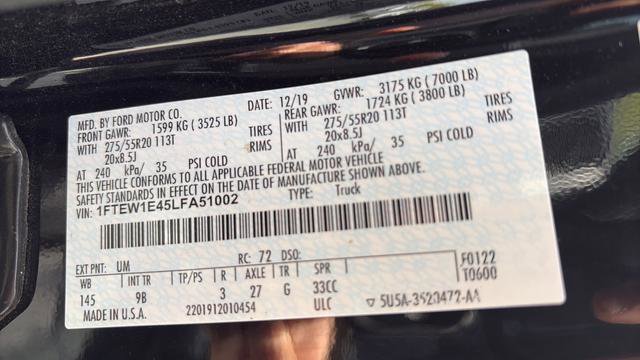 MFD. BY FORD MOTOR CO.
DATE: 12/19
GVWR: 3175 KG ( 7000 LB)
FRONT GAWR: 1599 KG (3525 LB)
REAR GAWR: 1724 KG ( 3800 LB)
WITH 275/55R20 113T TIRES
WITH 275/55R20 113T TIRES
20x8.5J RIMS
20x8.5J RIMS
AT 240 kPa/ 35 PSI COLD
AT 240 kPa/ 35 PSI COLD
THIS VEHICLE CONFORMS TO ALL APPLICABLE FEDERAL MOTOR VEHICLE
SAFETY STANDARDS IN EFFECT ON THE DATE OF MANUFACTURE SHOWN ABOVE.
VIN: 1FTEW1E45LFA51002
TYPE: Truck
EXT PNT: UM RC: 72 DSO:
F0122
WB INT TR TP/PS R AXLE TR SPR
T0600
145 9B 3 27 G 33CC
MADE IN U.S.A. 2201912010454 ULC
▽ 5U5A-3520472-AA